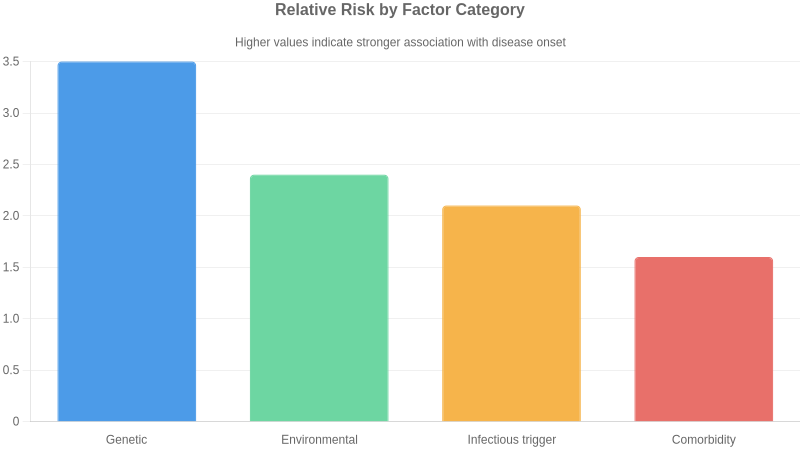 Relative Risk by Factor Category
Higher values indicate stronger association with disease onset
3.5
3.0
2.5
2.0
1.5
1.0
0.5
0
Genetic Environmental Infectious trigger Comorbidity